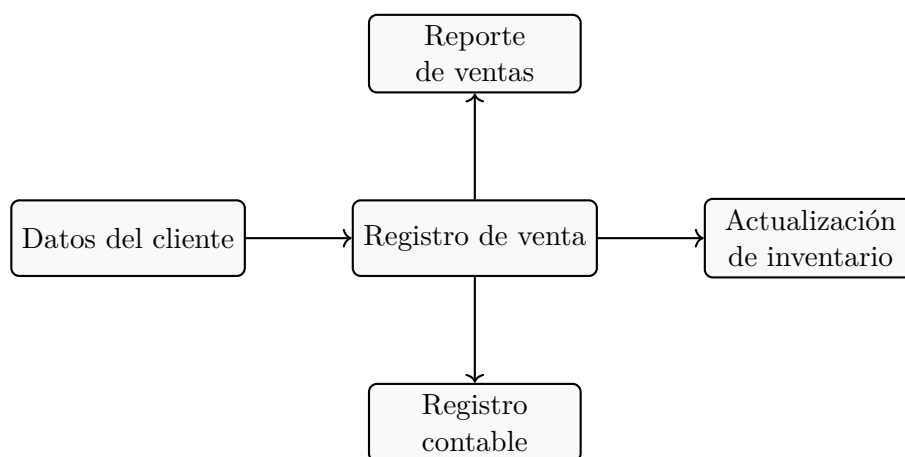 Reporte
de ventas
Datos del cliente
Registro de venta
Actualización
de inventario
Registro
contable